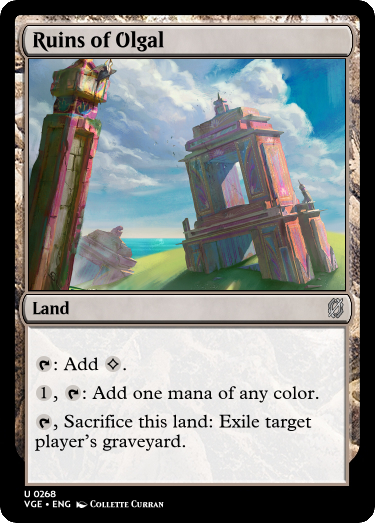 Ruins of Olgal
Land
: Add .
1, : Add one mana of any color.
, Sacrifice this land: Exile target
player's graveyard.
U 0268
VGE • ENG Collette Curran